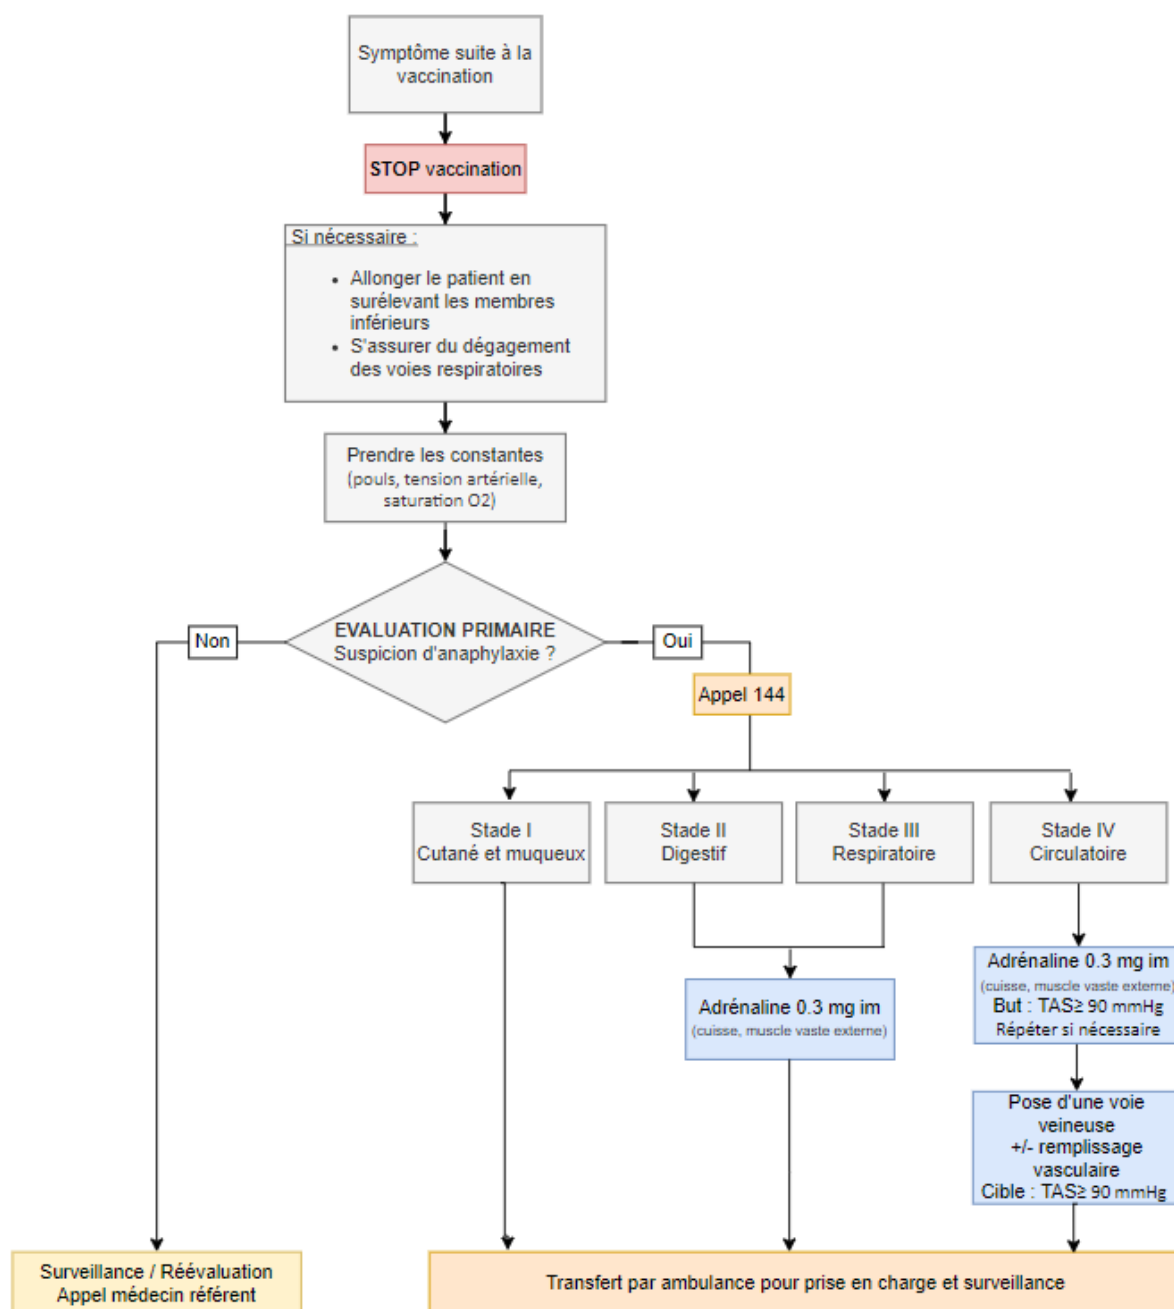 Symptôme suite à la
vaccination
STOP vaccination
Si nécessaire :
• Allonger le patient en
surélevant les membres
inférieurs
• S'assurer du dégagement
des voies respiratoires
Prendre les constantes
(pouls, tension artérielle,
saturation O2)
EVALUATION PRIMAIRE
Suspicion d'anaphylaxie ?
Non
Oui
Appel 144
Stade I
Cutané et muqueux
Stade II
Digestif
Stade III
Respiratoire
Stade IV
Circulatoire
Adrénaline 0.3 mg im
(cuisse, muscle vaste externe)
Adrénaline 0.3 mg im
(cuisse, muscle vaste externe)
But : TAS≥ 90 mmHg
Répéter si nécessaire
Pose d'une voie
veineuse
+/- remplissage
vasculaire
Cible : TAS≥ 90 mmHg
Surveillance / Réévaluation
Appel médecin référent
Transfert par ambulance pour prise en charge et surveillance